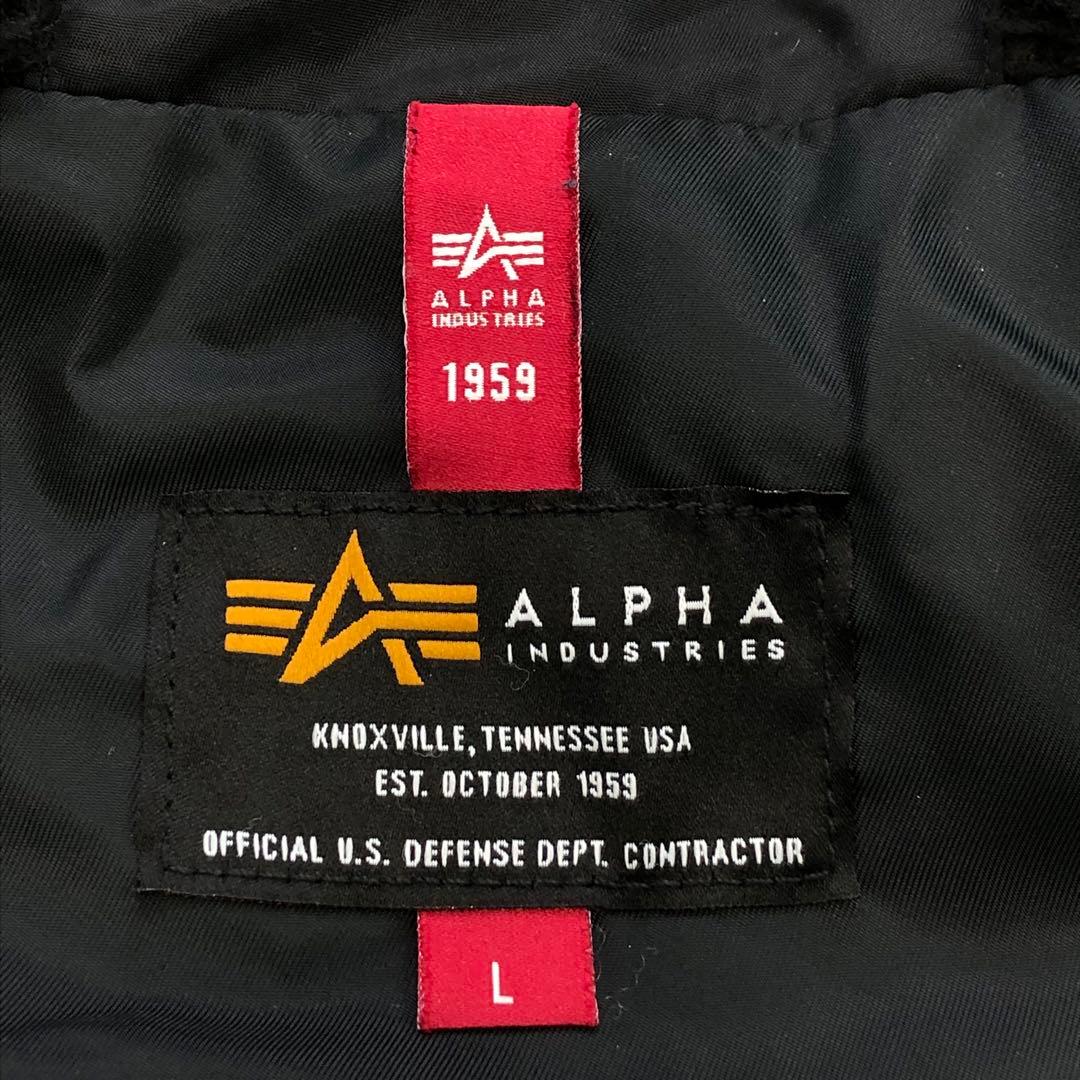 ALPHA
INDUSTRIES
1959
ALPHA
INDUSTRIES
KNOXVILLE, TENNESSEE USA
EST. OCTOBER 1959
OFFICIAL U.S. DEFENSE DEPT. CONTRACTOR
L